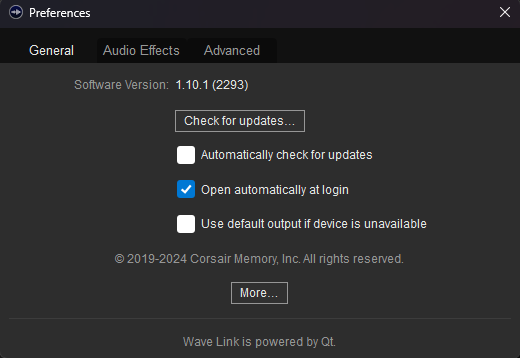 Preferences
General Audio Effects Advanced
Software Version: 1.10.1 (2293)
Check for updates...
Automatically check for updates
Open automatically at login
Use default output if device is unavailable
© 2019-2024 Corsair Memory, Inc. All rights reserved.
More...
Wave Link is powered by Qt.